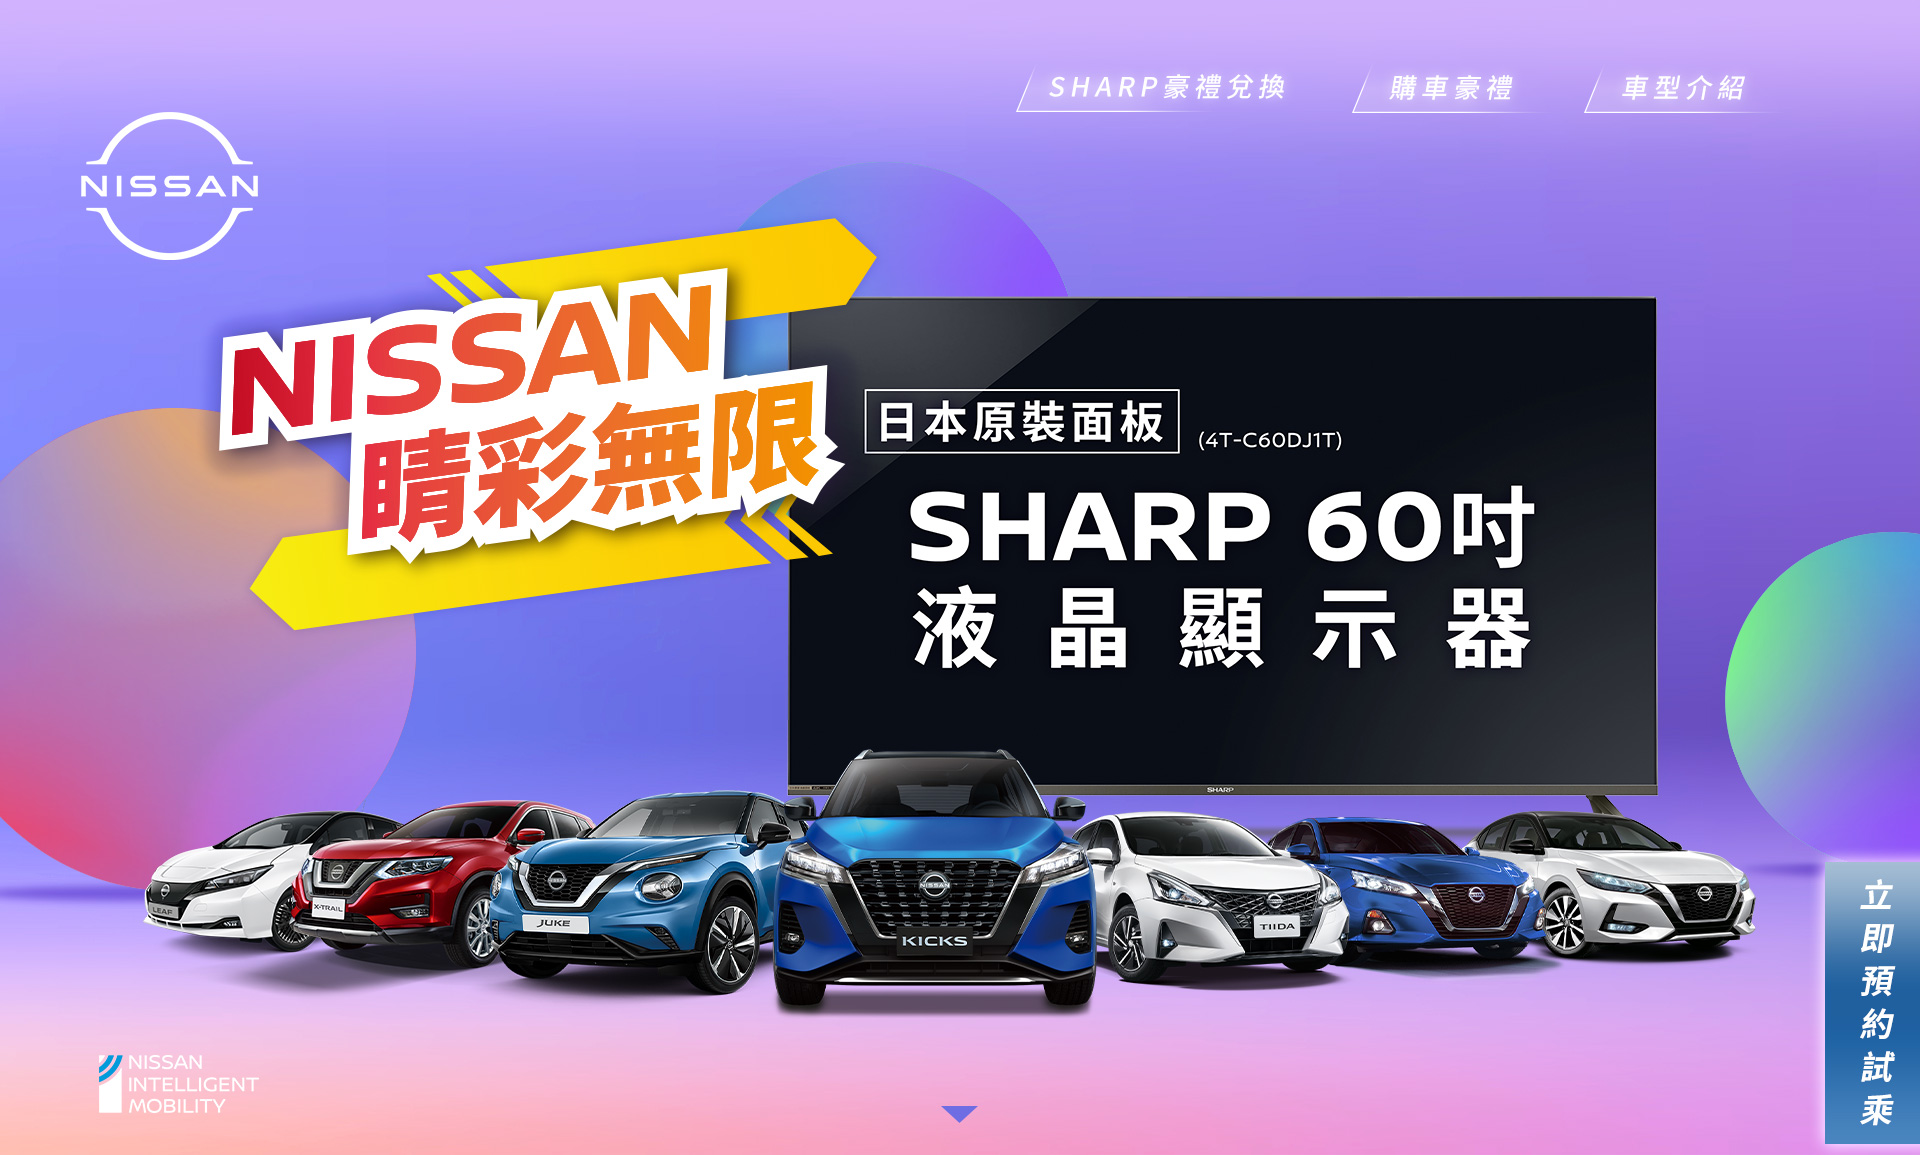 SHARP豪禮兌換
購車豪禮
車型介紹
NISSAN
NISSAN
睛彩無限
日本原裝面板
(4T-C60DJ1T)
SHARP 60吋
液晶顯示器
SHARP
LEAF
X-TRAIL
JUKE
NISSAN
KICKS
TIIDA
立即預約試乘
NISSAN
INTELLIGENT
MOBILITY